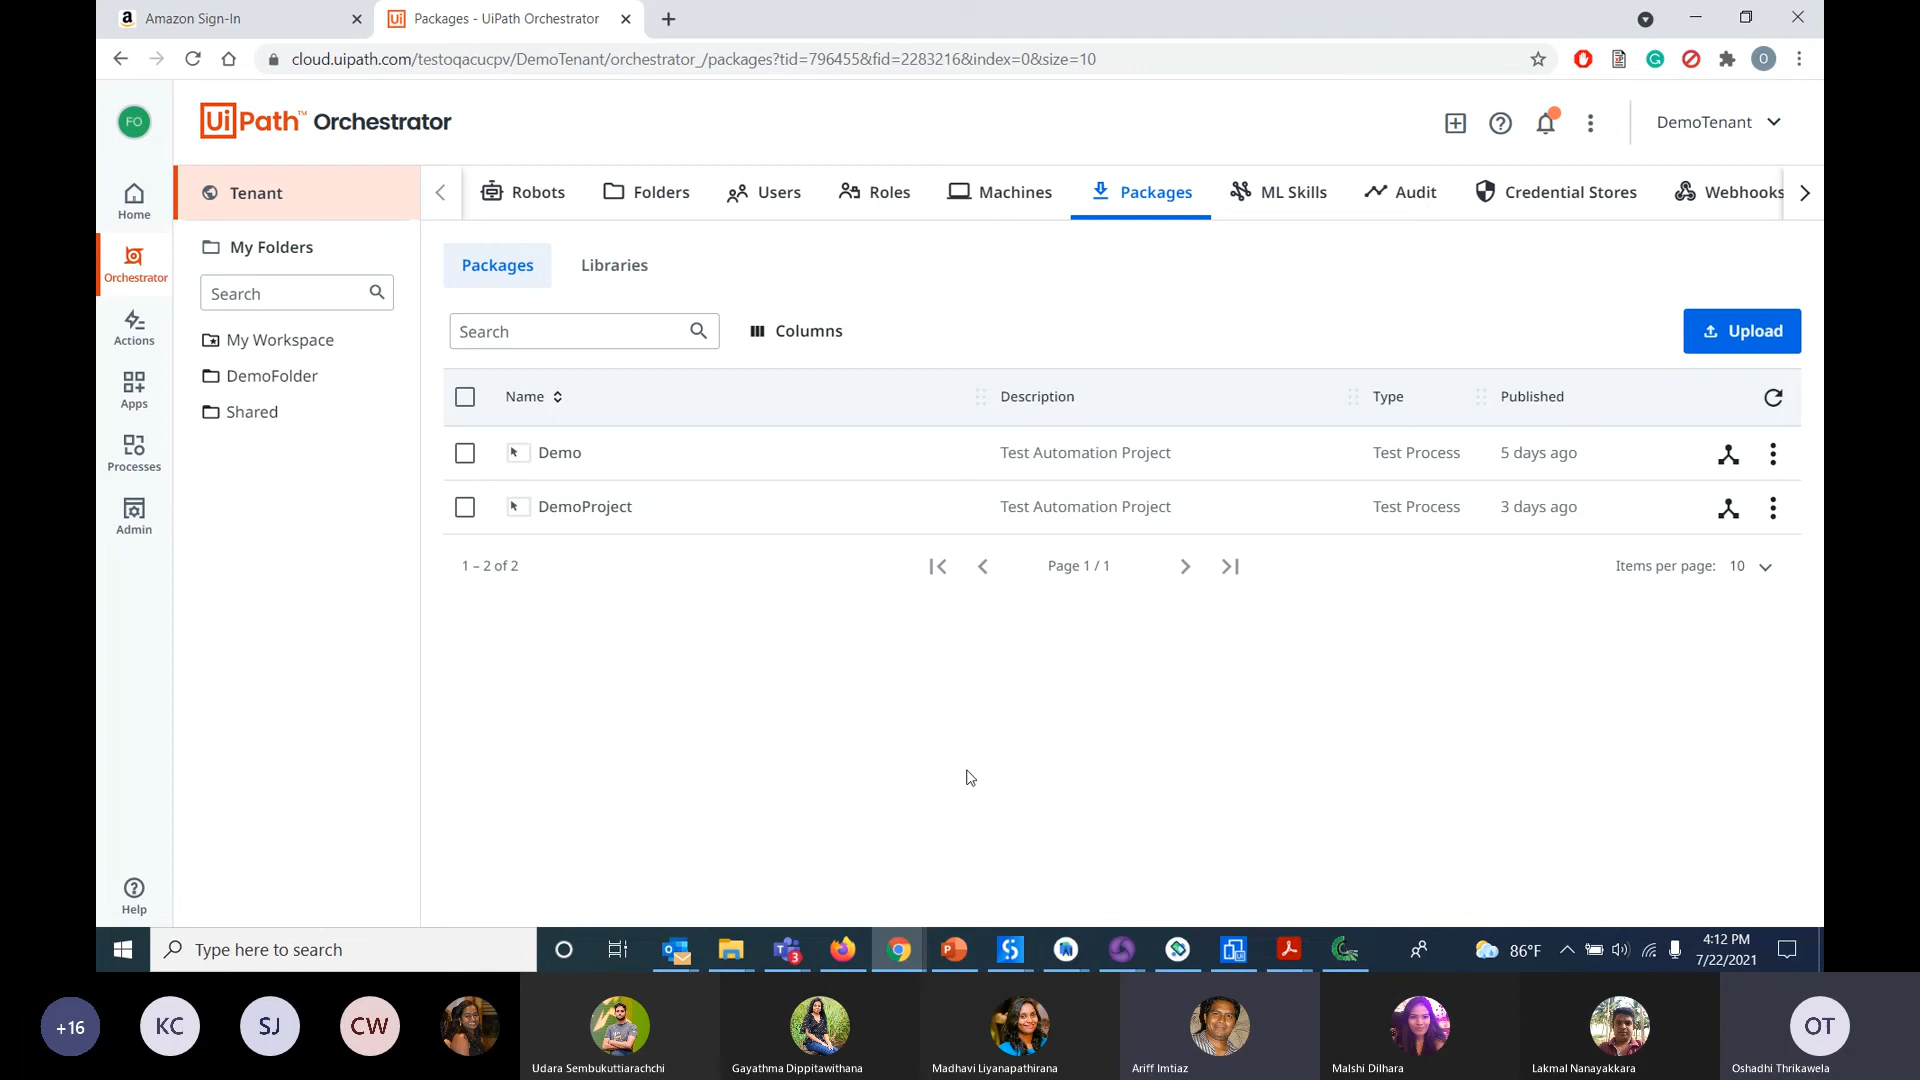 Amazon Sign-In
Packages - UiPath Orchestrator
cloud.uipath.com/testoqacucpv/DemoTenant/orchestrator_/packages?tid=796455&fid=2283216&index=0&size=10
O
FO
UiPath™ Orchestrator
DemoTenant
Home
Orchestrator
Actions
Apps
Processes
Admin
Help
Tenant
My Folders
Search
My Workspace
DemoFolder
Shared
Robots Folders Users Roles Machines Packages ML Skills Audit Credential Stores Webhooks
Packages Libraries
Search Columns Upload
Name Description Type Published
Demo Test Automation Project Test Process 5 days ago
DemoProject Test Automation Project Test Process 3 days ago
1 – 2 of 2 Page 1 / 1 Items per page: 10
Type here to search
3
86°F
4:12 PM
7/22/2021
+16 KC SJ CW OT
Udara Sembukuttiarachchi Gayathma Dippitawithana Madhavi Liyanapathirana Ariff Imtiaz Malshi Dilhara Lakmal Nanayakkara Oshadhi Thrikawela